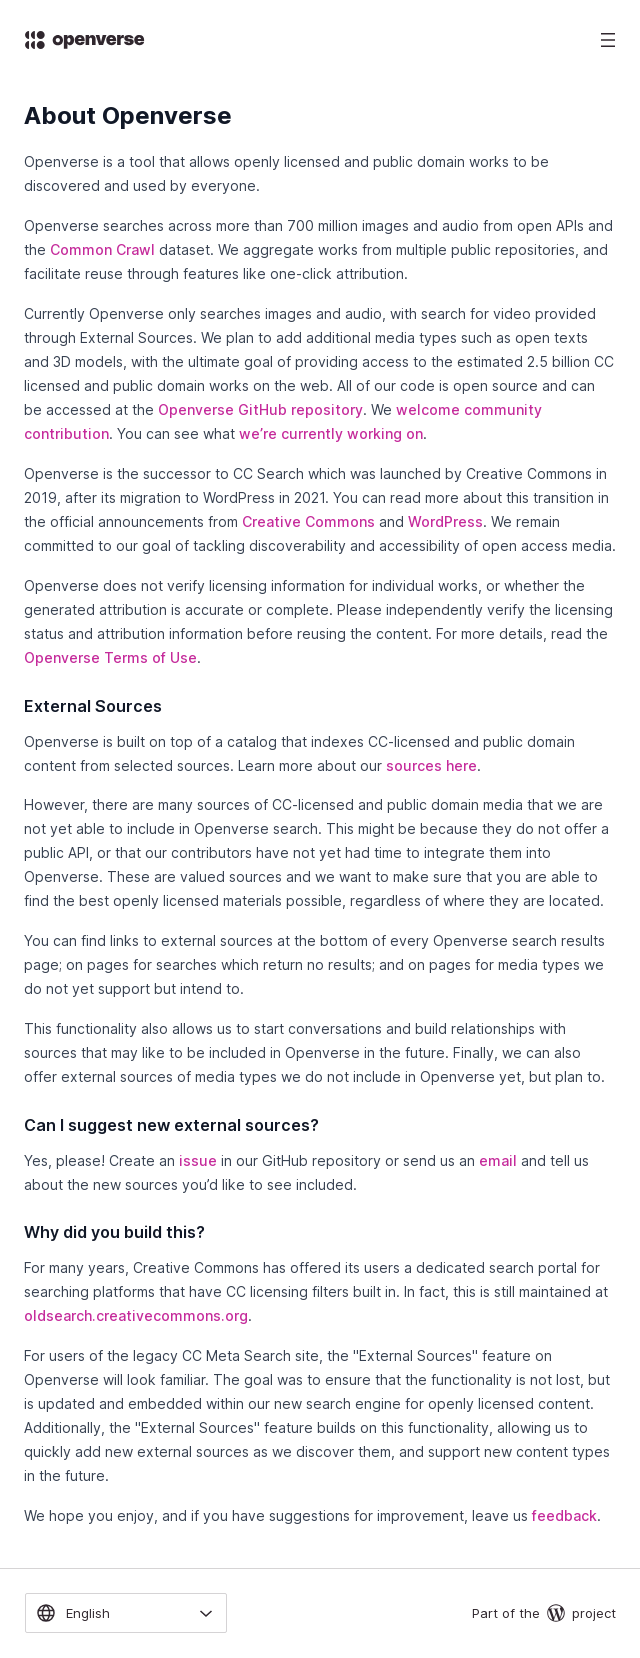 openverse
About Openverse
Openverse is a tool that allows openly licensed and public domain works to be
discovered and used by everyone.
Openverse searches across more than 700 million images and audio from open APIs and
the Common Crawl dataset. We aggregate works from multiple public repositories, and
facilitate reuse through features like one-click attribution.
Currently Openverse only searches images and audio, with search for video provided
through External Sources. We plan to add additional media types such as open texts
and 3D models, with the ultimate goal of providing access to the estimated 2.5 billion CC
licensed and public domain works on the web. All of our code is open source and can
be accessed at the Openverse GitHub repository. We welcome community
contribution. You can see what we’re currently working on.
Openverse is the successor to CC Search which was launched by Creative Commons in
2019, after its migration to WordPress in 2021. You can read more about this transition in
the official announcements from Creative Commons and WordPress. We remain
committed to our goal of tackling discoverability and accessibility of open access media.
Openverse does not verify licensing information for individual works, or whether the
generated attribution is accurate or complete. Please independently verify the licensing
status and attribution information before reusing the content. For more details, read the
Openverse Terms of Use.
External Sources
Openverse is built on top of a catalog that indexes CC-licensed and public domain
content from selected sources. Learn more about our sources here.
However, there are many sources of CC-licensed and public domain media that we are
not yet able to include in Openverse search. This might be because they do not offer a
public API, or that our contributors have not yet had time to integrate them into
Openverse. These are valued sources and we want to make sure that you are able to
find the best openly licensed materials possible, regardless of where they are located.
You can find links to external sources at the bottom of every Openverse search results
page; on pages for searches which return no results; and on pages for media types we
do not yet support but intend to.
This functionality also allows us to start conversations and build relationships with
sources that may like to be included in Openverse in the future. Finally, we can also
offer external sources of media types we do not include in Openverse yet, but plan to.
Can I suggest new external sources?
Yes, please! Create an issue in our GitHub repository or send us an email and tell us
about the new sources you’d like to see included.
Why did you build this?
For many years, Creative Commons has offered its users a dedicated search portal for
searching platforms that have CC licensing filters built in. In fact, this is still maintained at
oldsearch.creativecommons.org.
For users of the legacy CC Meta Search site, the "External Sources" feature on
Openverse will look familiar. The goal was to ensure that the functionality is not lost, but
is updated and embedded within our new search engine for openly licensed content.
Additionally, the "External Sources" feature builds on this functionality, allowing us to
quickly add new external sources as we discover them, and support new content types
in the future.
We hope you enjoy, and if you have suggestions for improvement, leave us feedback.
English
Part of the project